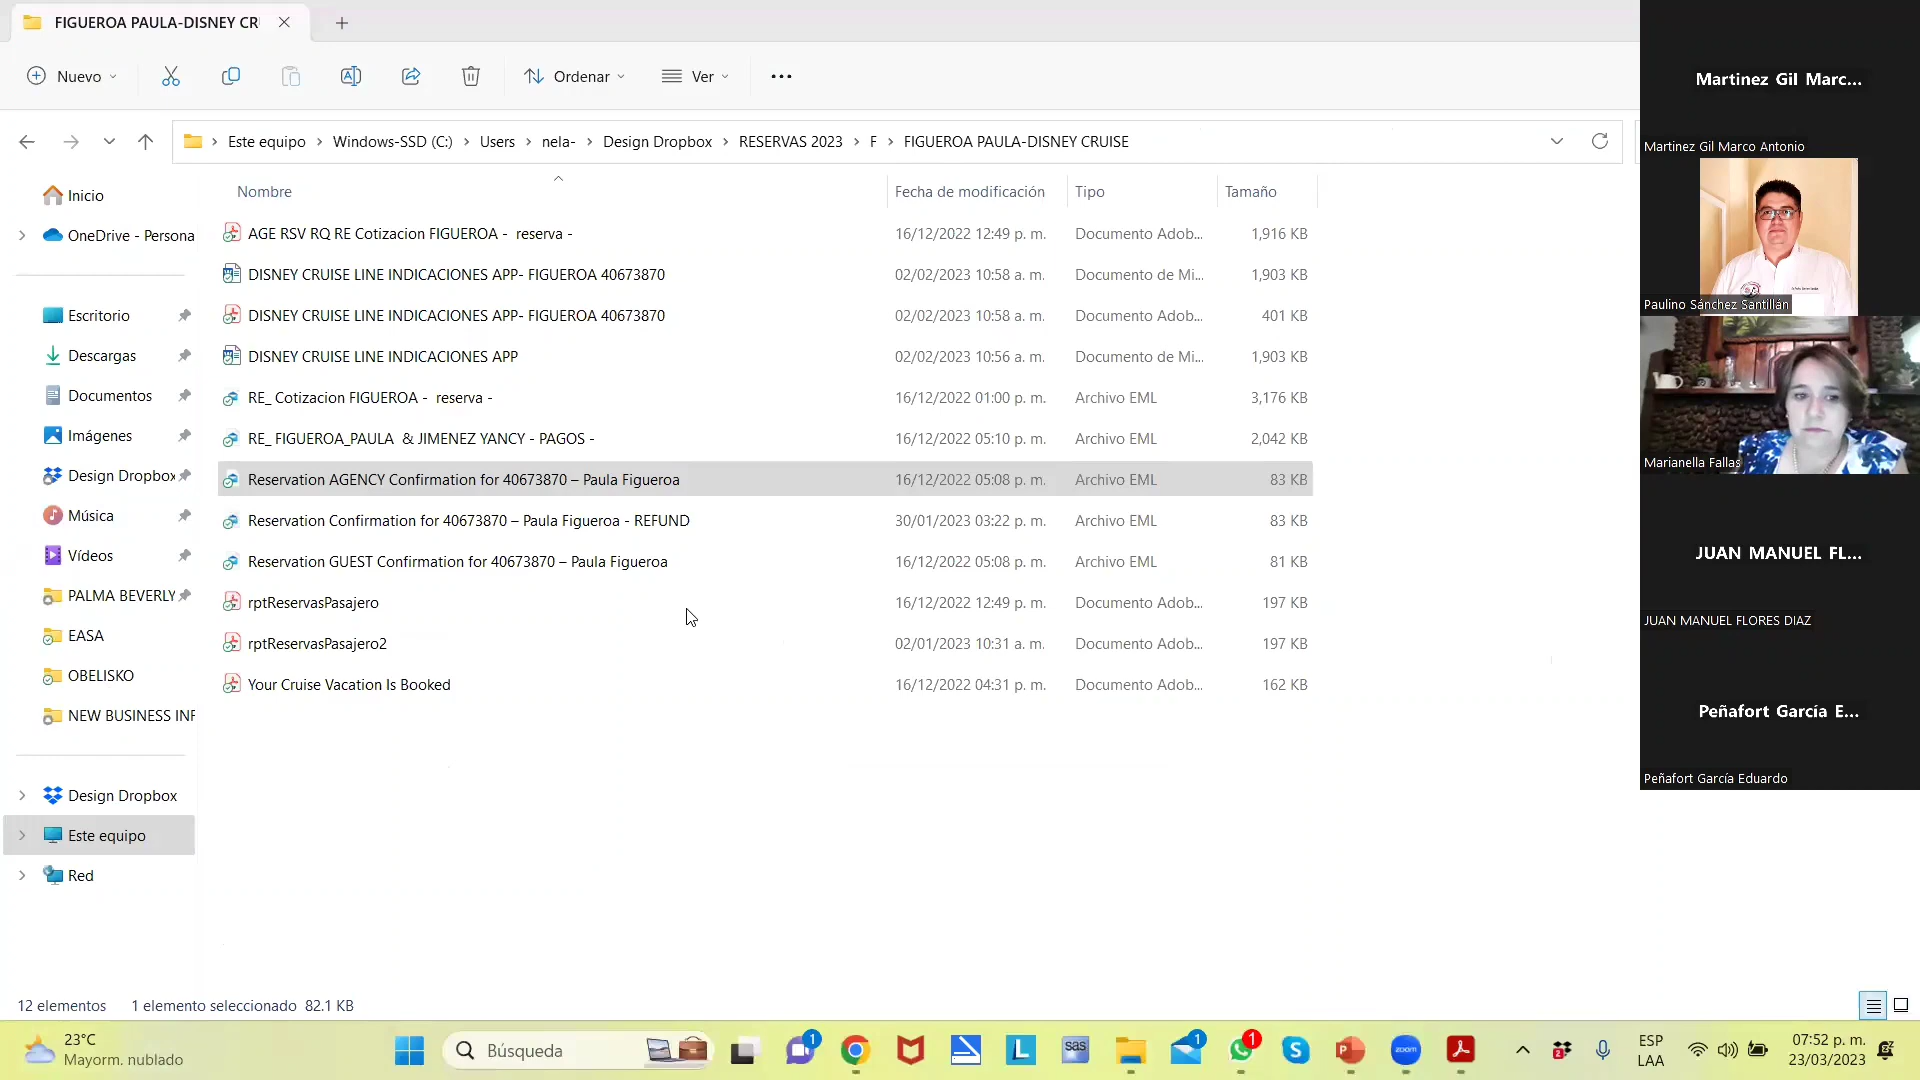 FIGUEROA PAULA-DISNEY CR
Nuevo
Ordenar
Ver
Este equipo
Windows-SSD (C:)
Users
nela-
Design Dropbox
RESERVAS 2023
F
FIGUEROA PAULA-DISNEY CRUISE
Inicio
OneDrive - Persona
Escritorio
Descargas
Documentos
Imágenes
Design Dropbox
Música
Vídeos
PALMA BEVERLY
EASA
OBELISKO
NEW BUSINESS INF
Design Dropbox
Este equipo
Red
Nombre Fecha de modificación Tipo Tamaño
AGE RSV RQ RE Cotizacion FIGUEROA - reserva - 16/12/2022 12:49 p. m. Documento Adob... 1,916 KB
DISNEY CRUISE LINE INDICACIONES APP- FIGUEROA 40673870 02/02/2023 10:58 a. m. Documento de Mi... 1,903 KB
DISNEY CRUISE LINE INDICACIONES APP- FIGUEROA 40673870 02/02/2023 10:58 a. m. Documento Adob... 401 KB
DISNEY CRUISE LINE INDICACIONES APP 02/02/2023 10:56 a. m. Documento de Mi... 1,903 KB
RE_ Cotizacion FIGUEROA - reserva - 16/12/2022 01:00 p. m. Archivo EML 3,176 KB
RE_ FIGUEROA_PAULA & JIMENEZ YANCY - PAGOS - 16/12/2022 05:10 p. m. Archivo EML 2,042 KB
Reservation AGENCY Confirmation for 40673870 – Paula Figueroa 16/12/2022 05:08 p. m. Archivo EML 83 KB
Reservation Confirmation for 40673870 – Paula Figueroa - REFUND 30/01/2023 03:22 p. m. Archivo EML 83 KB
Reservation GUEST Confirmation for 40673870 – Paula Figueroa 16/12/2022 05:08 p. m. Archivo EML 81 KB
rptReservasPasajero 16/12/2022 12:49 p. m. Documento Adob... 197 KB
rptReservasPasajero2 02/01/2023 10:31 a. m. Documento Adob... 197 KB
Your Cruise Vacation Is Booked 16/12/2022 04:31 p. m. Documento Adob... 162 KB
12 elementos 1 elemento seleccionado 82.1 KB
Martinez Gil Marc...
Martinez Gil Marco Antonio
Paulino Sánchez Santillán
Marianella Fallas
JUAN MANUEL FL...
JUAN MANUEL FLORES DIAZ
Peñafort García E...
Peñafort García Eduardo
23°C
Mayorm. nublado
Búsqueda
1
L
sas
1
1
S
P
zoom
2
ESP
LAA
07:52 p. m.
23/03/2023